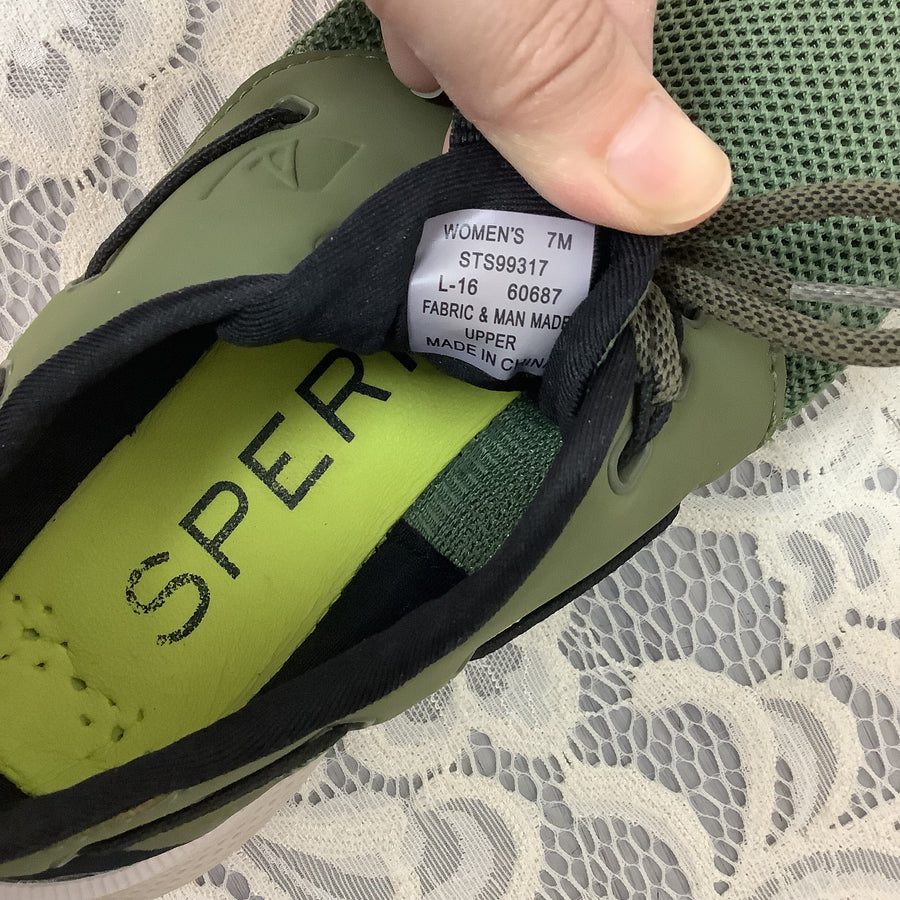 WOMEN'S 7M
STS99317
L-16 60687
FABRIC & MAN MADE
UPPER
MADE IN CHINA
SPER